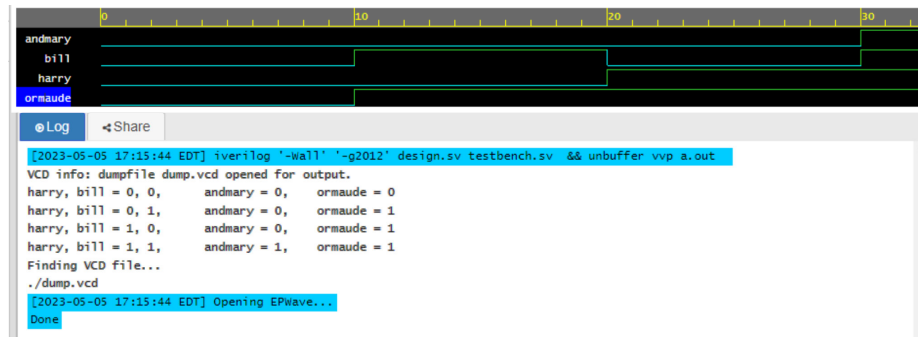 0 10 20 30
andmary
bill
harry
ormaude
Log Share
[2023-05-05 17:15:44 EDT] iverilog '-Wall' '-g2012' design.sv testbench.sv && unbuffer vvp a.out
VCD info: dumpfile dump.vcd opened for output.
harry, bill = 0, 0, andmary = 0, ormaude = 0
harry, bill = 0, 1, andmary = 0, ormaude = 1
harry, bill = 1, 0, andmary = 0, ormaude = 1
harry, bill = 1, 1, andmary = 1, ormaude = 1
Finding VCD file...
./dump.vcd
[2023-05-05 17:15:44 EDT] Opening EPWave...
Done